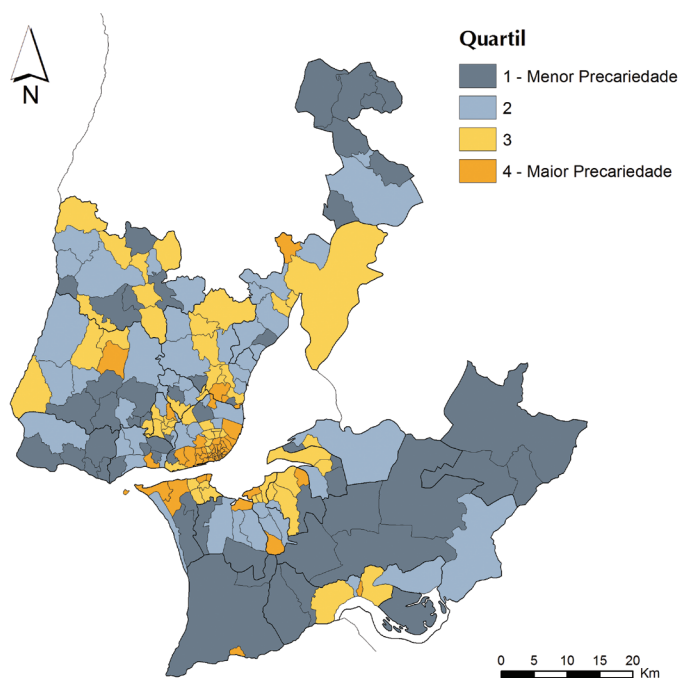 N
Quartil
1 - Menor Precariedade
2
3
4 - Maior Precariedade
0 5 10 15 20
Km